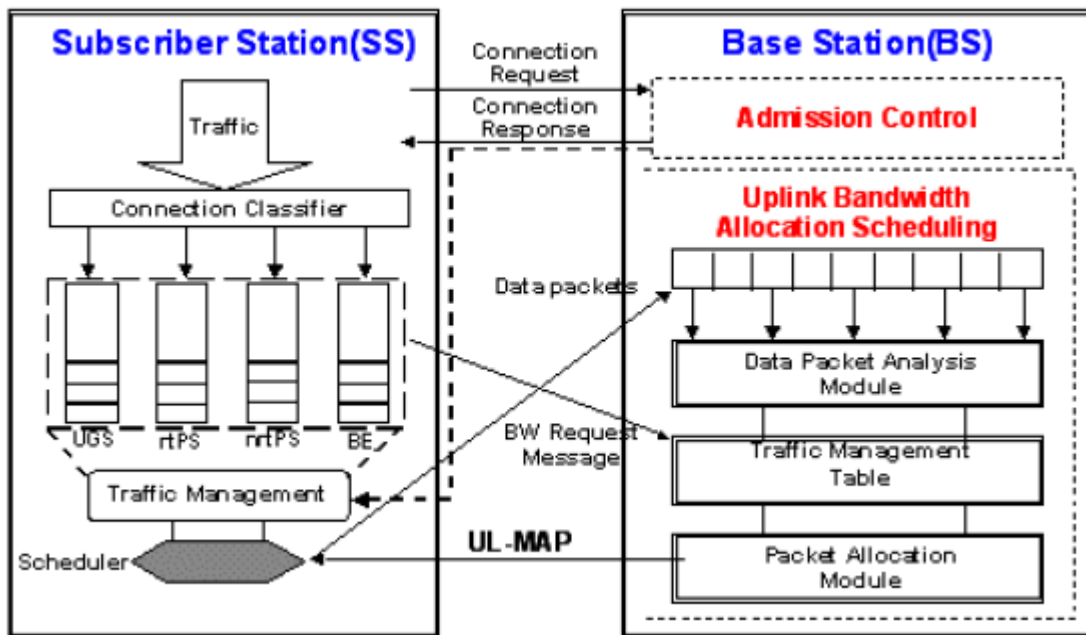 Subscriber Station(SS)
Traffic
Connection Classifier
UGS
rtPS
nrtPS
BE
Traffic Management
Scheduler
Connection
Request
Connection
Response
Data packets
BW Request
Message
UL-MAP
Base Station(BS)
Admission Control
Uplink Bandwidth
Allocation Scheduling
Data Packet Analysis
Module
Traffic Management
Table
Packet Allocation
Module